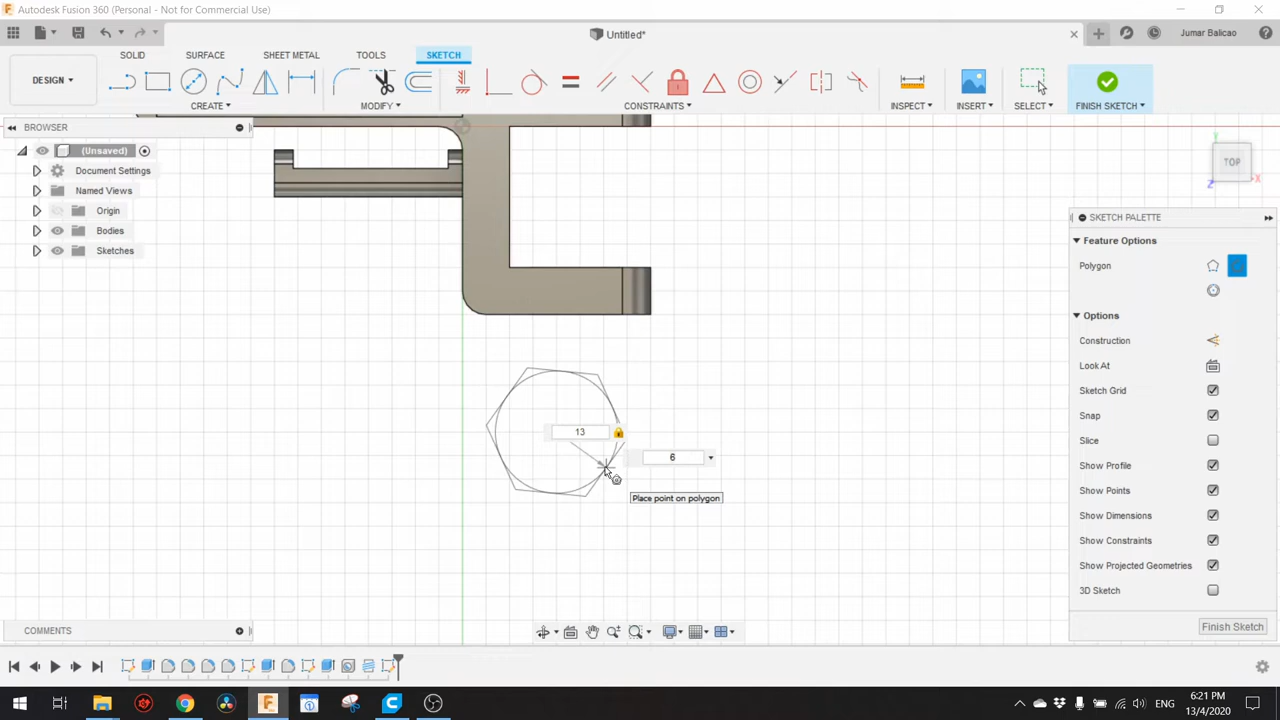 Autodesk Fusion 360 (Personal - Not for Commercial Use)
Untitled*
Jumar Balicao
DESIGN
SOLID
SURFACE
SHEET METAL
TOOLS
SKETCH
CREATE
MODIFY
CONSTRAINTS
INSPECT
INSERT
SELECT
FINISH SKETCH
BROWSER
(Unsaved)
Document Settings
Named Views
Origin
Bodies
Sketches
TOP
Y
X
Z
SKETCH PALETTE
Feature Options
Polygon
Options
Construction
Look At
Sketch Grid
Snap
Slice
Show Profile
Show Points
Show Dimensions
Show Constraints
Show Projected Geometries
3D Sketch
Finish Sketch
13
6
Place point on polygon
COMMENTS
ENG
6:21 PM
13/4/2020